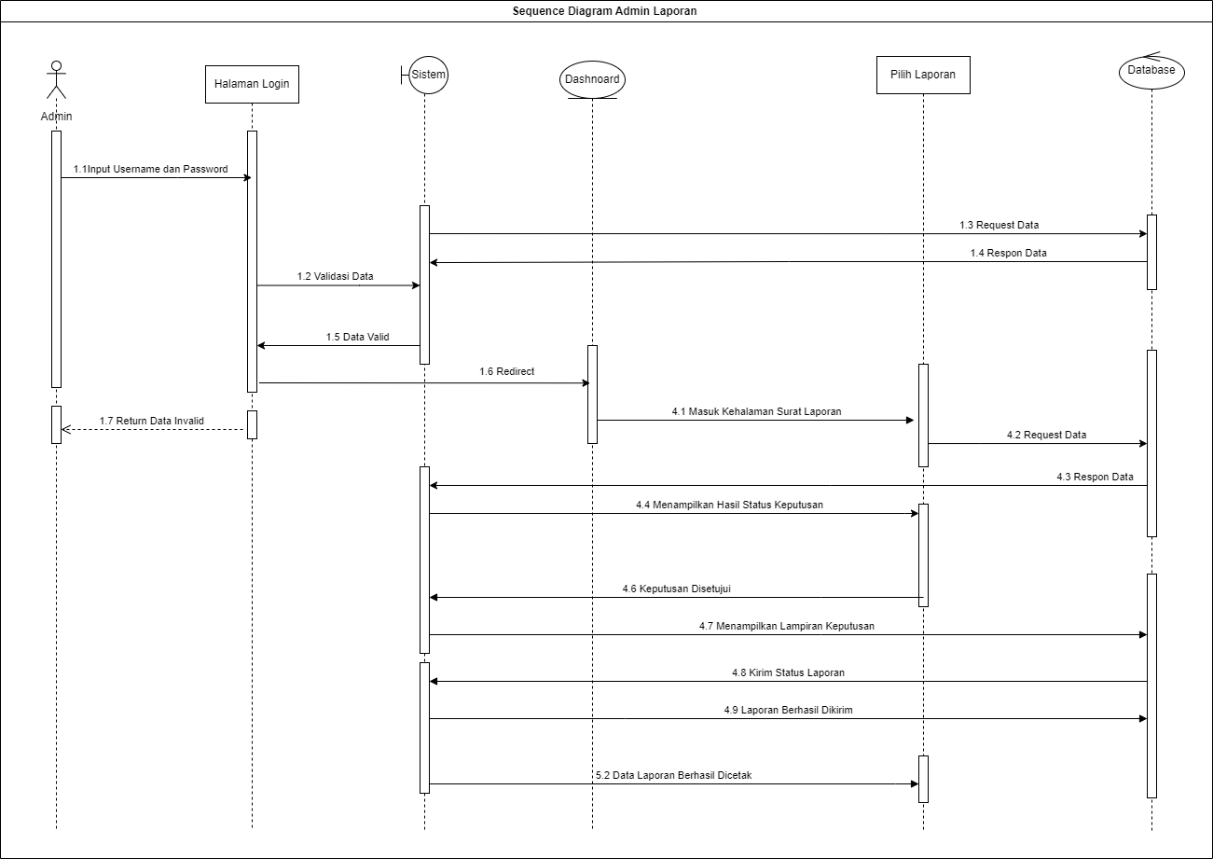 Sequence Diagram Admin Laporan
Admin
Halaman Login
Sistem
Dashnoard
Pilih Laporan
Database
1.1Input Username dan Password
1.3 Request Data
1.4 Respon Data
1.2 Validasi Data
1.5 Data Valid
1.6 Redirect
4.1 Masuk Kehalaman Surat Laporan
1.7 Return Data Invalid
4.2 Request Data
4.3 Respon Data
4.4 Menampilkan Hasil Status Keputusan
4.6 Keputusan Disetujui
4.7 Menampilkan Lampiran Keputusan
4.8 Kirim Status Laporan
4.9 Laporan Berhasil Dikirim
5.2 Data Laporan Berhasil Dicetak